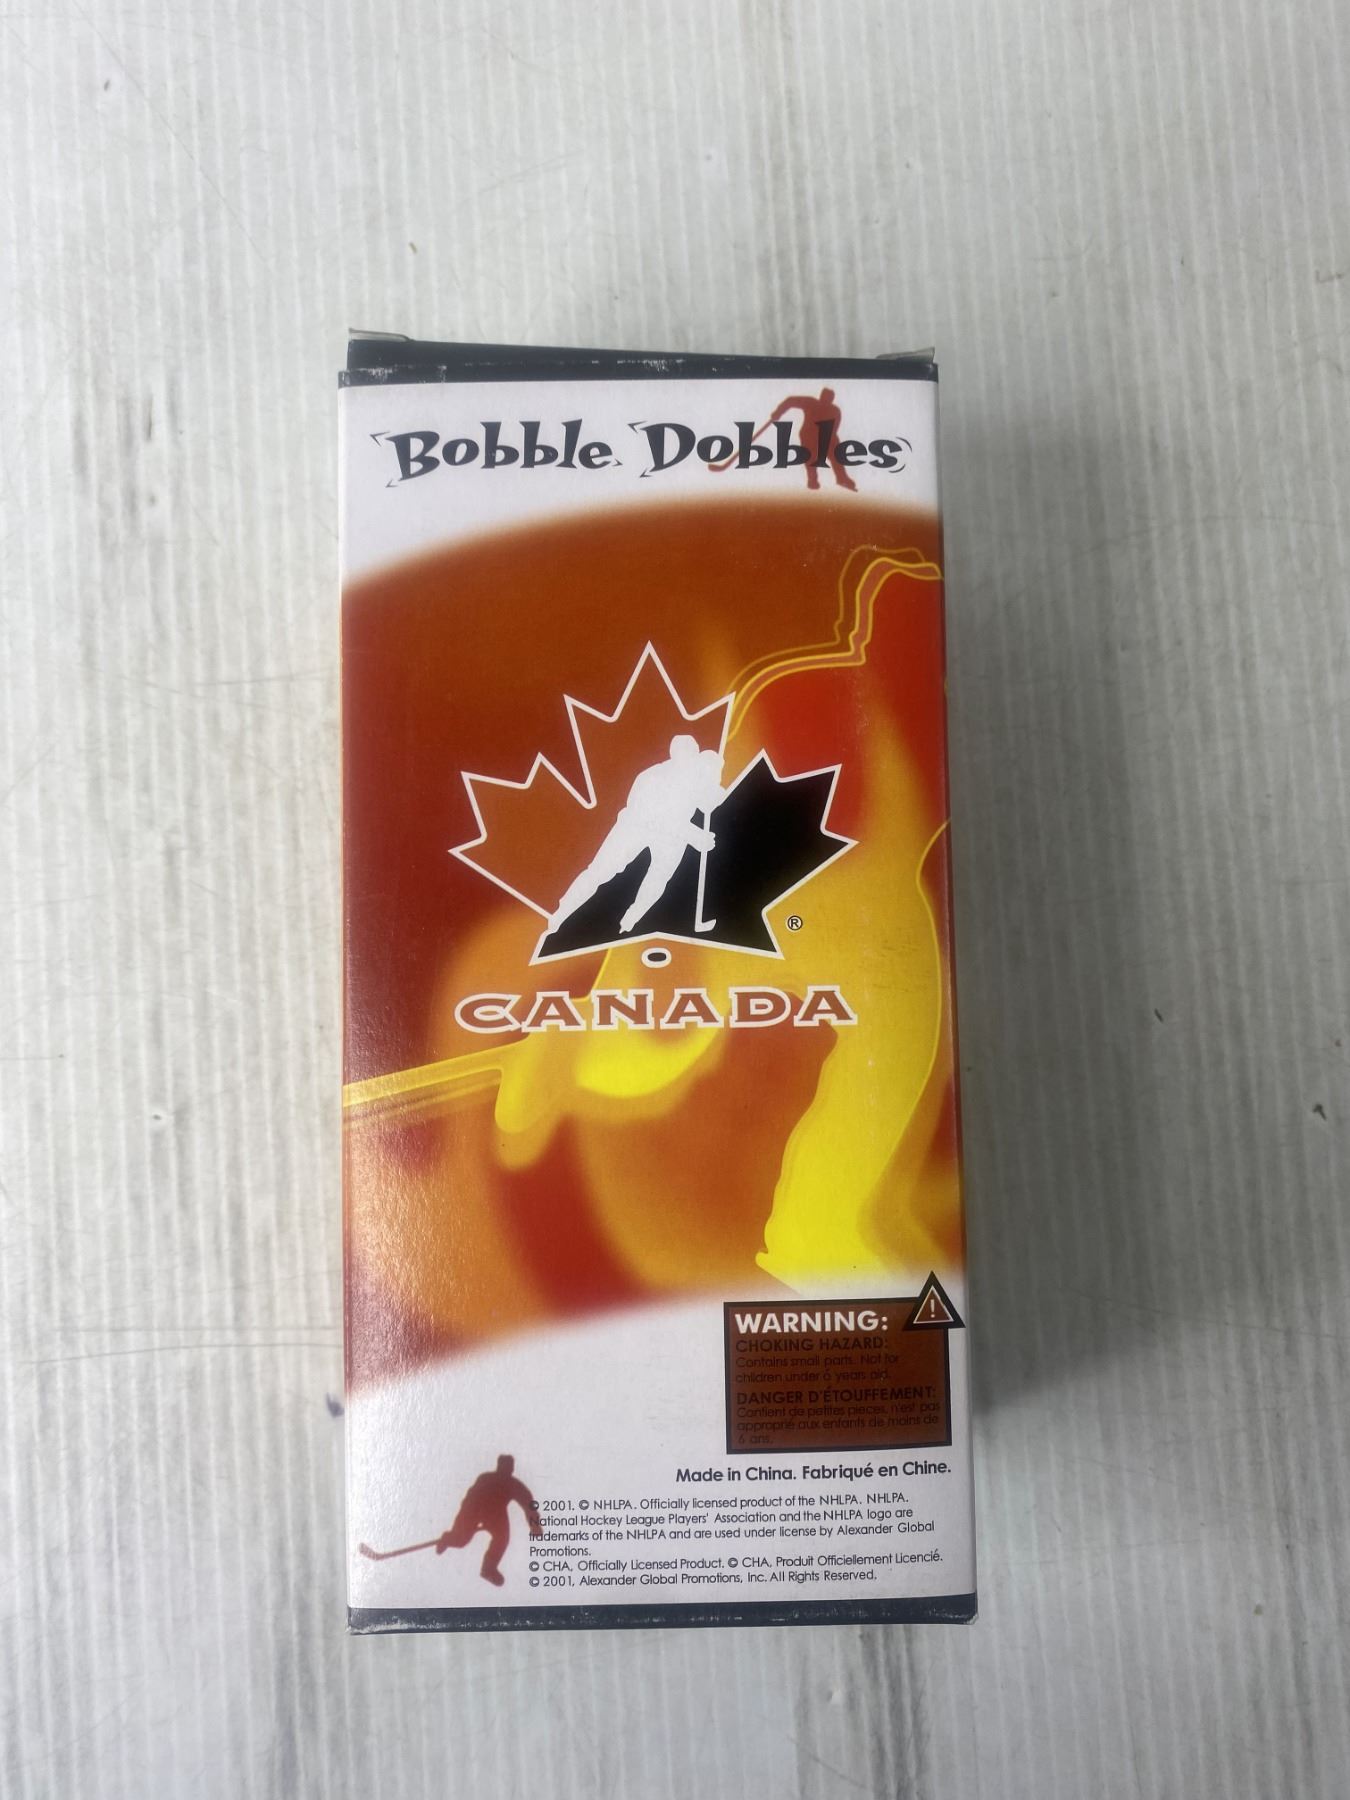 Bobble Dobbles
®
CANADA
WARNING:
CHOKING HAZARD:
Contains small parts. Not for
children under 6 years old.
DANGER D'ÉTOUFFEMENT:
Contient de petites pieces, n'est pas
approprié aux enfants de moins de
6 ans.
Made in China. Fabriqué en Chine.
© 2001. © NHLPA. Officially licensed product of the NHLPA. NHLPA.
National Hockey League Players' Association and the NHLPA logo are
trademarks of the NHLPA and are used under license by Alexander Global
Promotions.
© CHA, Officially Licensed Product. © CHA, Produit Officiellement Licencié.
© 2001, Alexander Global Promotions, Inc. All Rights Reserved.